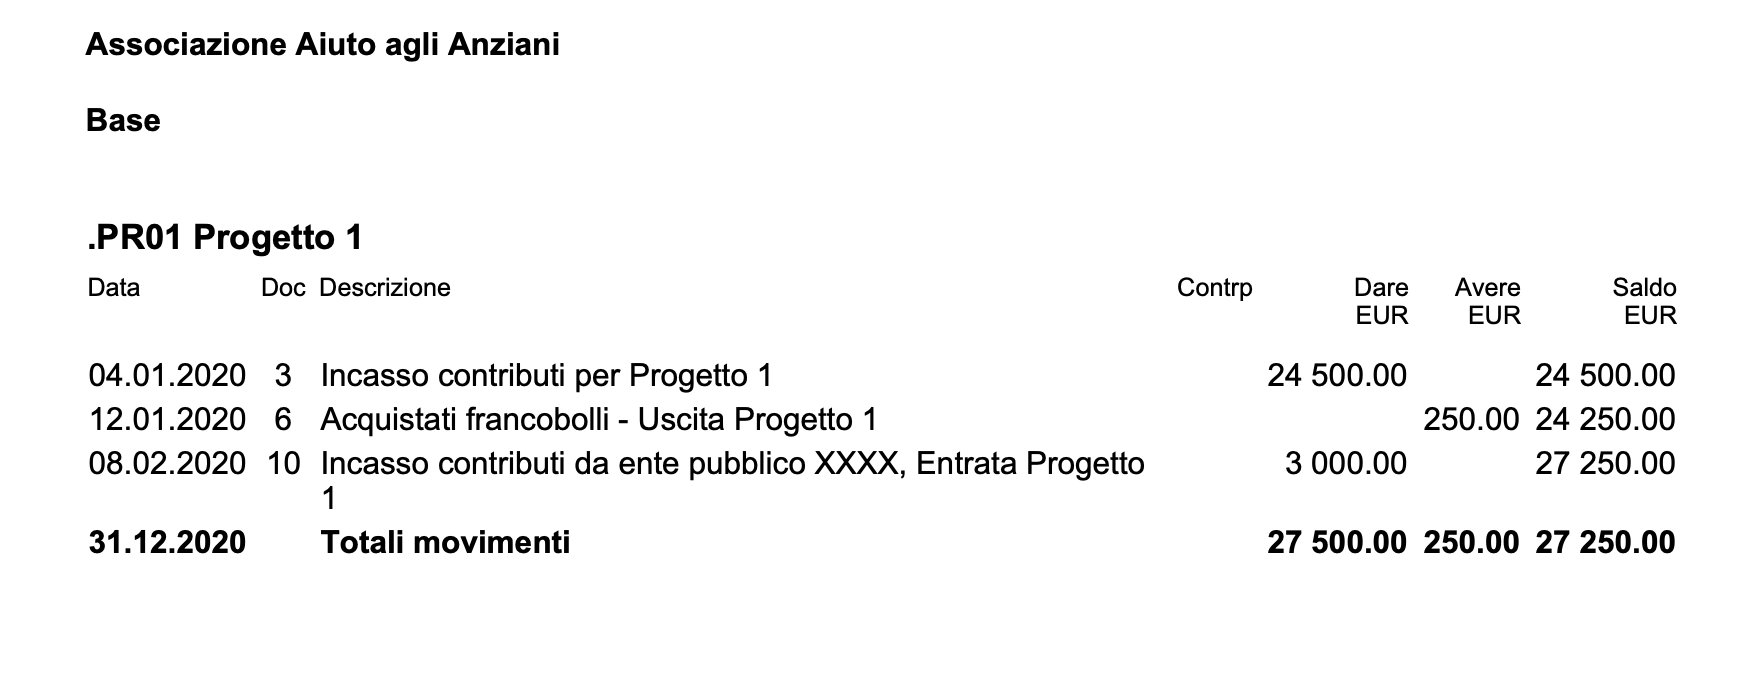 Associazione Aiuto agli Anziani
Base
.PR01 Progetto 1
Data Doc Descrizione Contrp Dare Avere Saldo
EUR EUR EUR
04.01.2020 3 Incasso contributi per Progetto 1 24 500.00 24 500.00
12.01.2020 6 Acquistati francobolli - Uscita Progetto 1 250.00 24 250.00
08.02.2020 10 Incasso contributi da ente pubblico XXXX, Entrata Progetto 3 000.00 27 250.00
1
31.12.2020 Totali movimenti 27 500.00 250.00 27 250.00